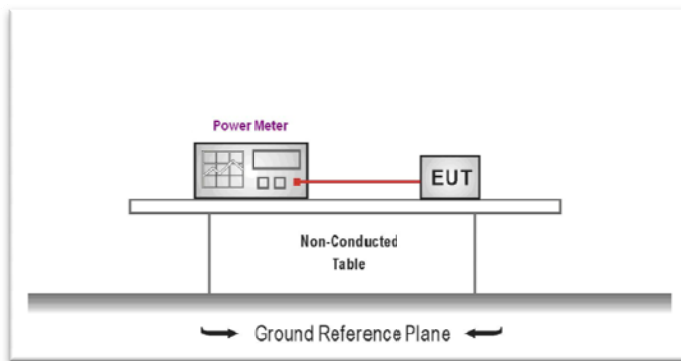 Power Meter
EUT
Non-Conducted
Table
Ground Reference Plane